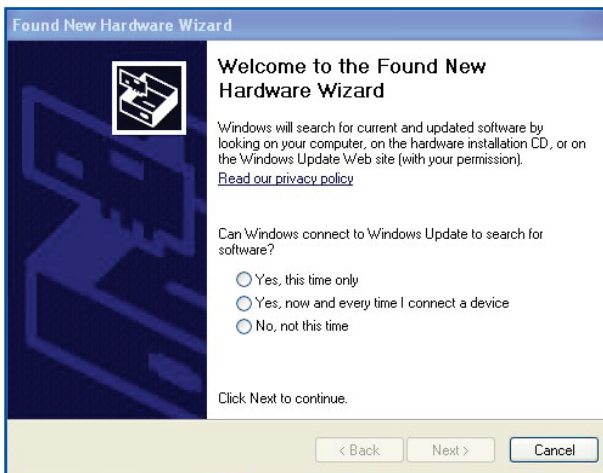 Found New Hardware Wizard
Welcome to the Found New
Hardware Wizard
Windows will search for current and updated software by
looking on your computer, on the hardware installation CD, or on
the Windows Update Web site (with your permission).
Read our privacy policy
Can Windows connect to Windows Update to search for
software?
Yes, this time only
Yes, now and every time I connect a device
No, not this time
Click Next to continue.
< Back Next > Cancel